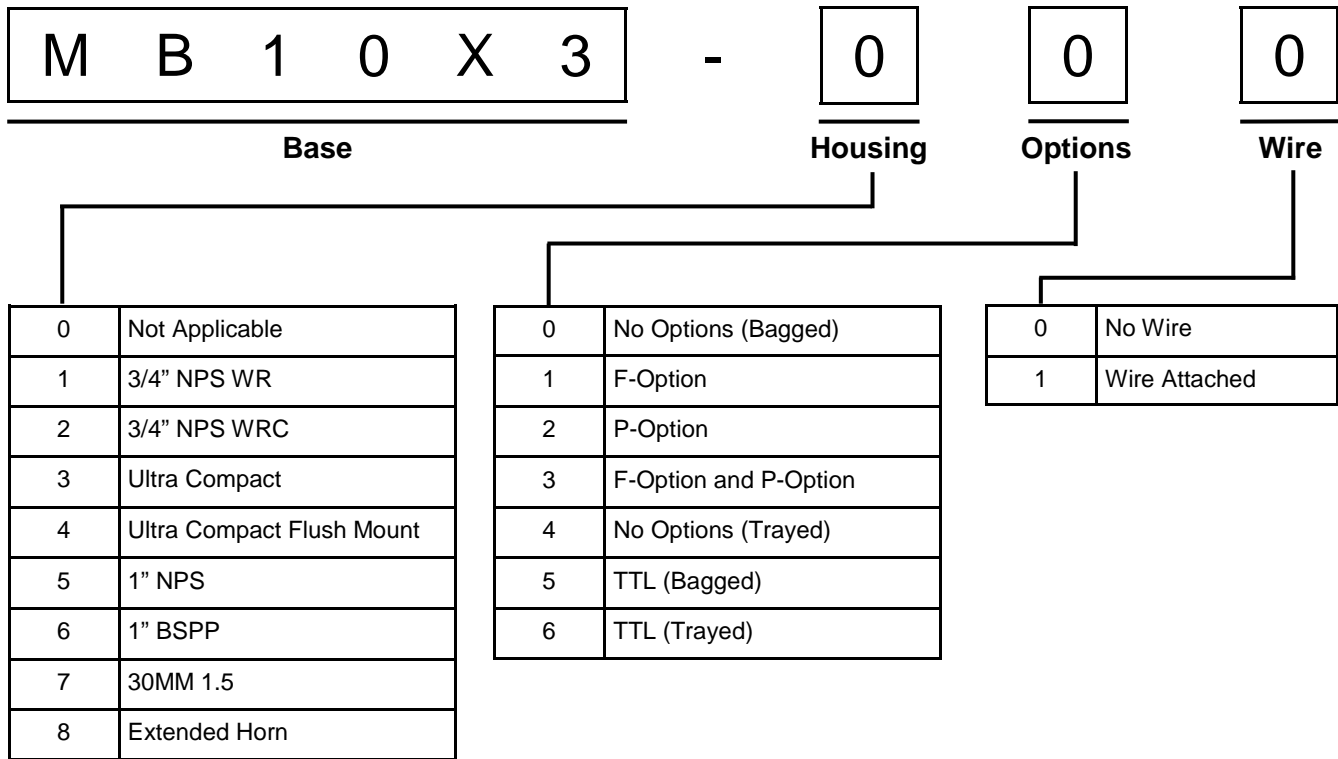 M B 1 0 X 3 - 0 0 0
Base Housing Options Wire
0 Not Applicable
1 3/4” NPS WR
2 3/4” NPS WRC
3 Ultra Compact
4 Ultra Compact Flush Mount
5 1” NPS
6 1” BSPP
7 30MM 1.5
8 Extended Horn
0 No Options (Bagged)
1 F-Option
2 P-Option
3 F-Option and P-Option
4 No Options (Trayed)
5 TTL (Bagged)
6 TTL (Trayed)
0 No Wire
1 Wire Attached